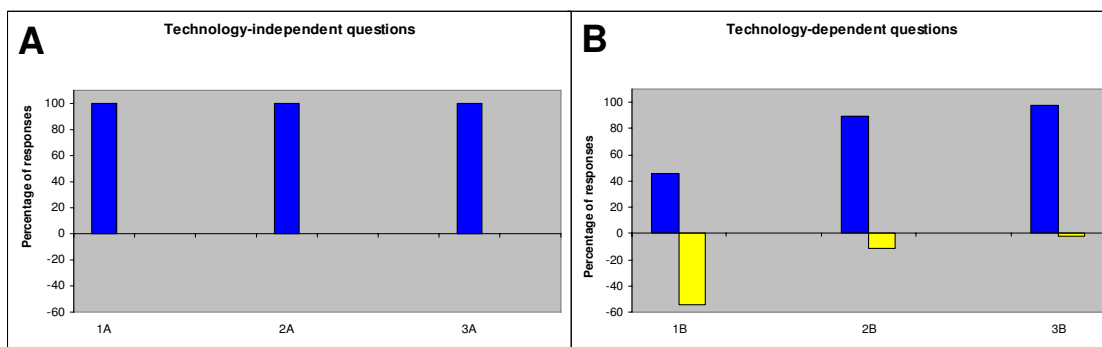 A
Technology-independent questions
Percentage of responses
100
80
60
40
20
0
-20
-40
-60
1A 2A 3A
B
Technology-dependent questions
Percentage of responses
100
80
60
40
20
0
-20
-40
-60
1B 2B 3B